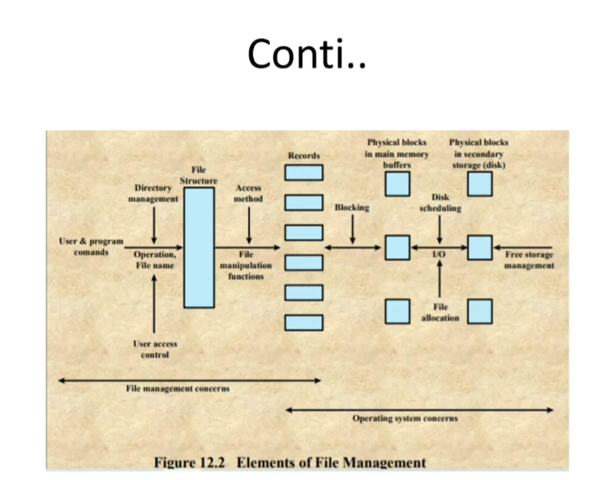 Conti..
Physical blocks
in main memory
buffers
Physical blocks
in secondary
storage (disk)
Records
File
Structure
Directory
management
Access
method
Blocking
Disk
scheduling
User & program
comands
Operation,
File name
File
manipulation
functions
I/O
Free storage
management
File
allocation
User access
control
File management concerns
Operating system concerns
Figure 12.2 Elements of File Management